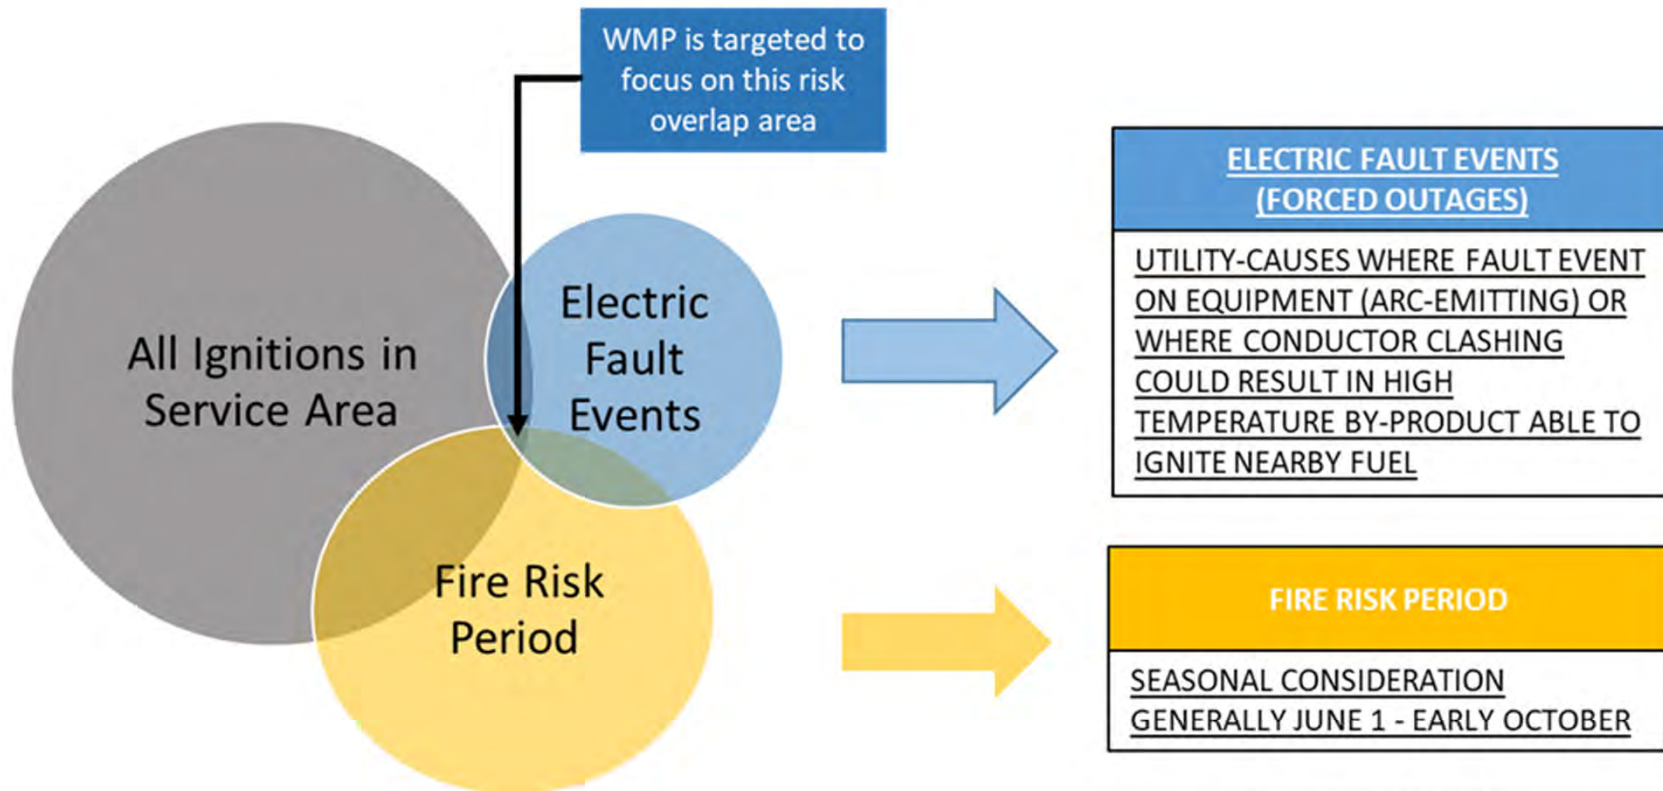 WMP is targeted to
focus on this risk
overlap area
All Ignitions in
Service Area
Electric
Fault
Events
Fire Risk
Period
ELECTRIC FAULT EVENTS
(FORCED OUTAGES)
UTILITY-CAUSES WHERE FAULT EVENT
ON EQUIPMENT (ARC-EMITTING) OR
WHERE CONDUCTOR CLASHING
COULD RESULT IN HIGH
TEMPERATURE BY-PRODUCT ABLE TO
IGNITE NEARBY FUEL
FIRE RISK PERIOD
SEASONAL CONSIDERATION
GENERALLY JUNE 1 - EARLY OCTOBER